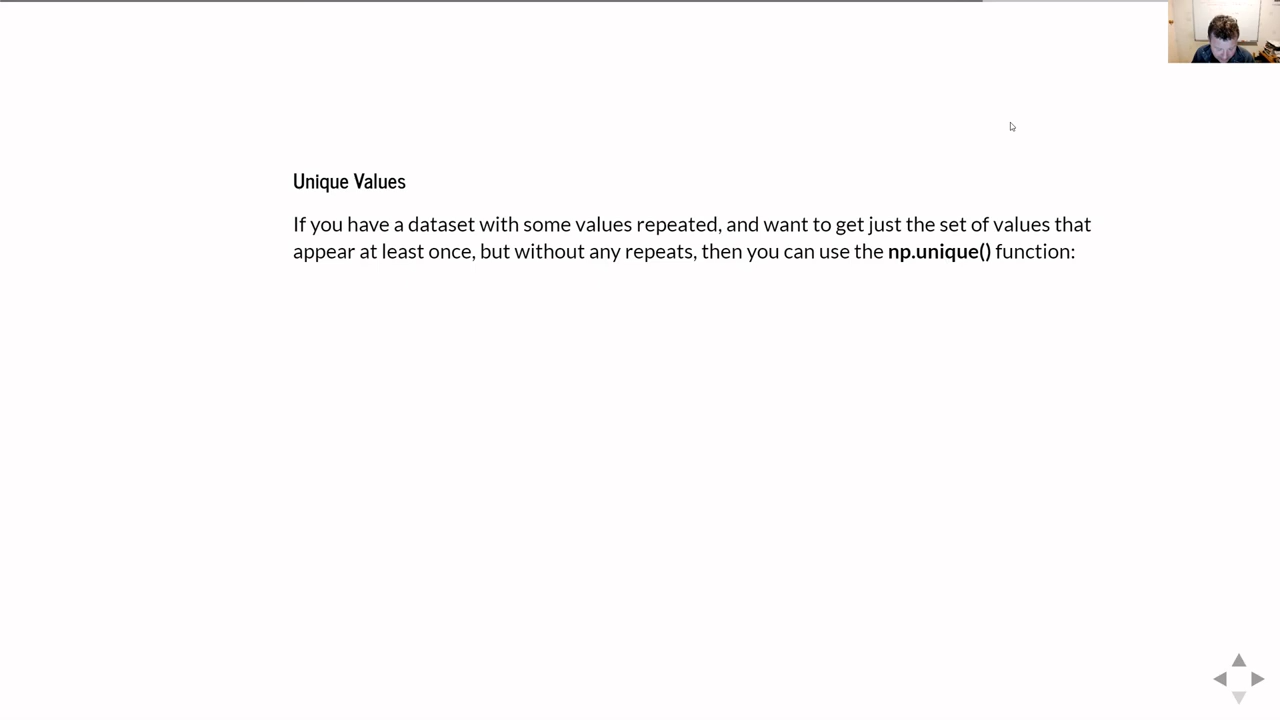 Unique Values
If you have a dataset with some values repeated, and want to get just the set of values that
appear at least once, but without any repeats, then you can use the np.unique() function: